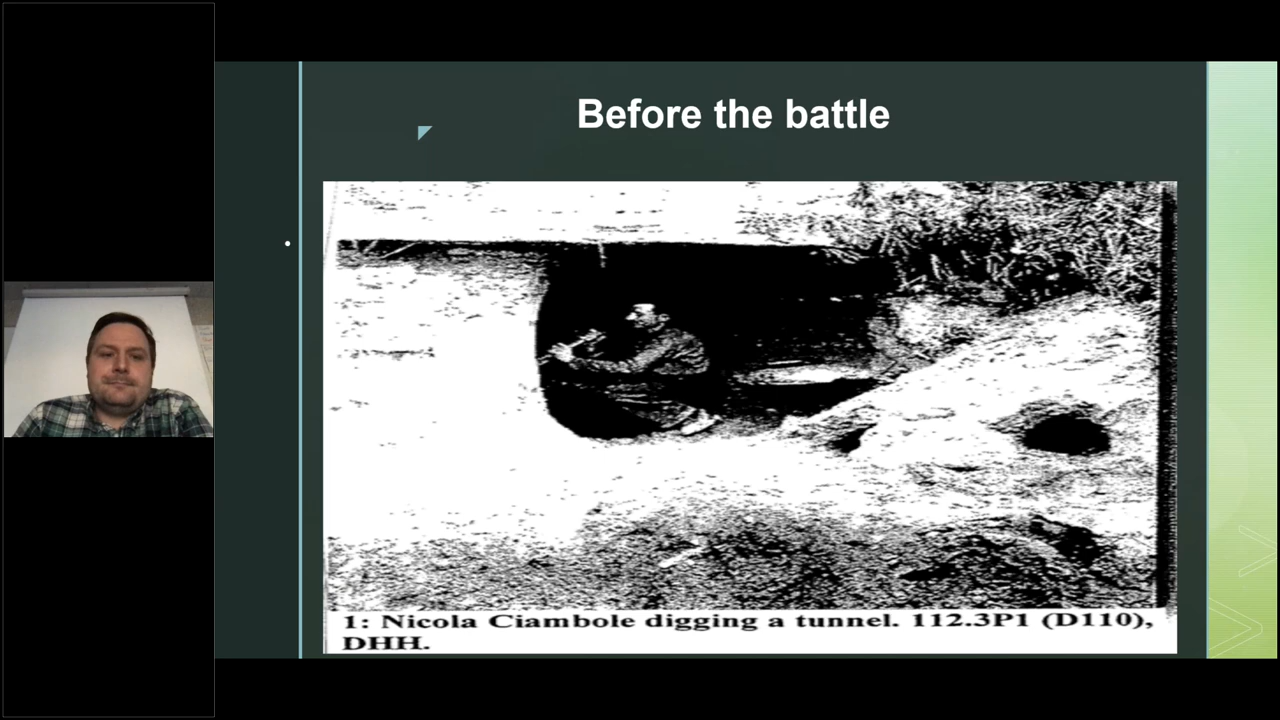 Before the battle
1: Nicola Ciambole digging a tunnel. 112.3P1 (D110),
DHH.